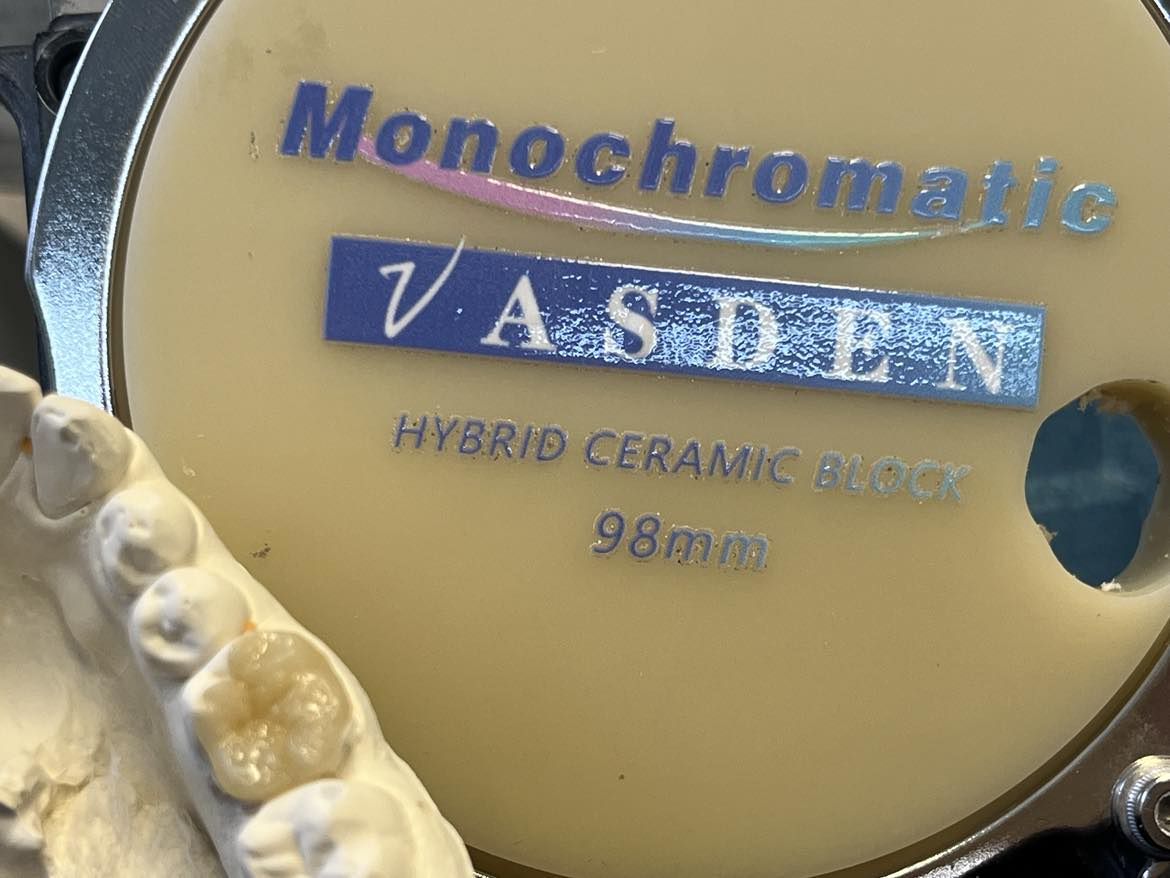 Monochromatic
VASDEN
HYBRID CERAMIC BLOCK
98mm